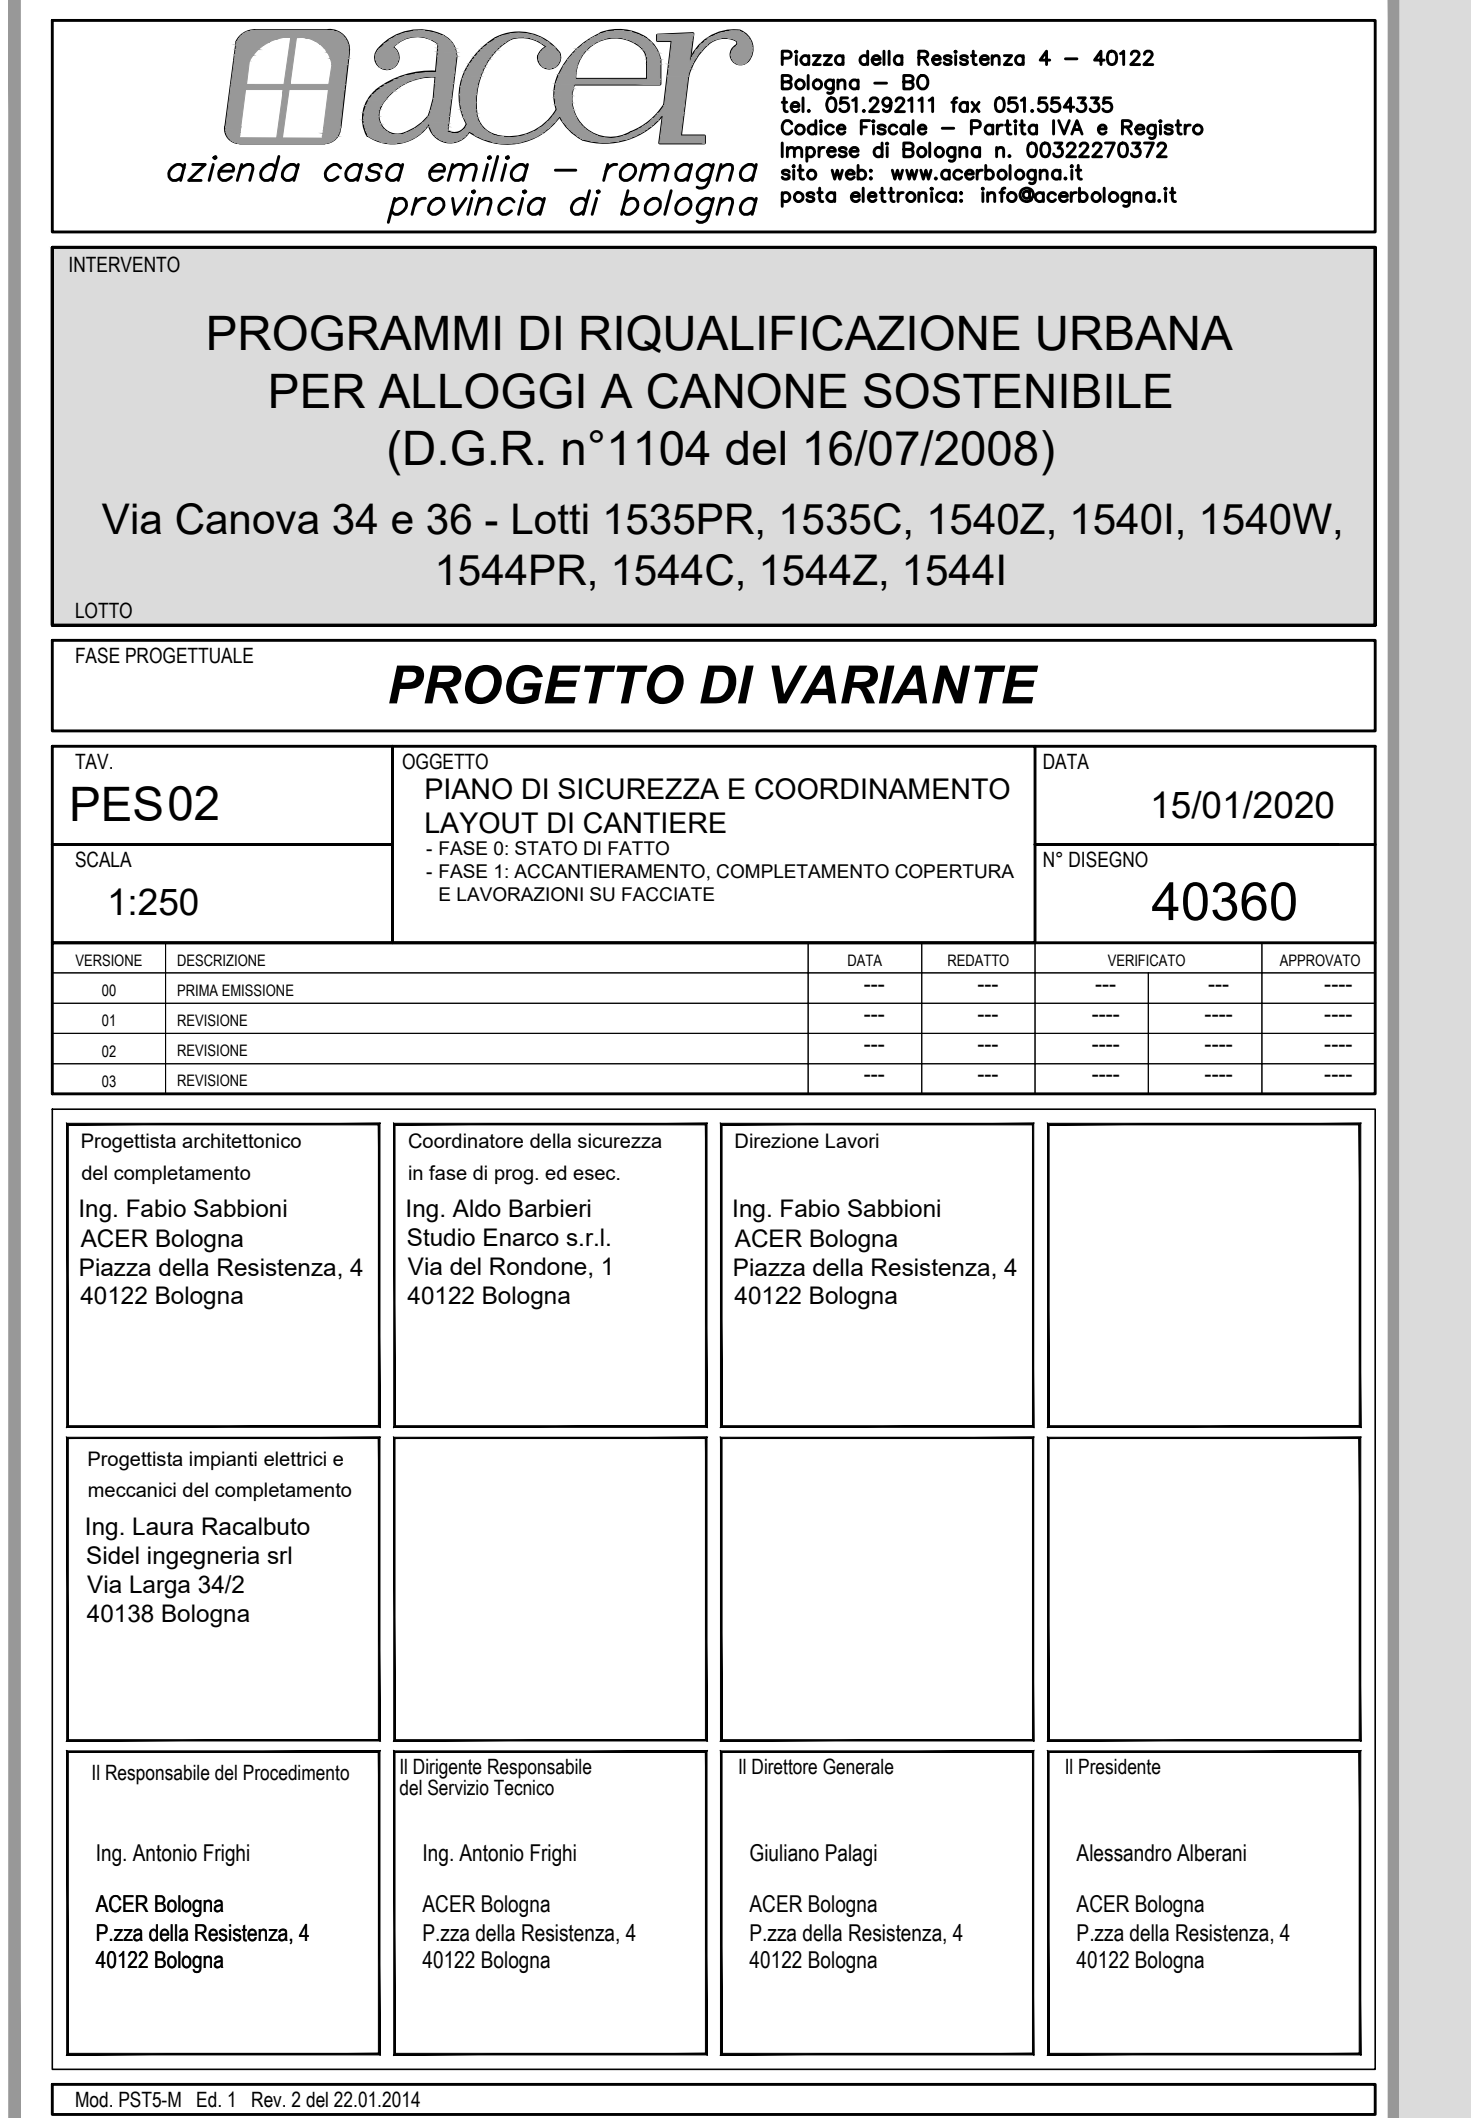 acer
azienda casa emilia – romagna
provincia di bologna
Piazza della Resistenza 4 – 40122
Bologna – BO
tel. 051.292111 fax 051.554335
Codice Fiscale – Partita IVA e Registro
Imprese di Bologna n. 00322270372
sito web: www.acerbologna.it
posta elettronica: info@acerbologna.it
INTERVENTO
PROGRAMMI DI RIQUALIFICAZIONE URBANA
PER ALLOGGI A CANONE SOSTENIBILE
(D.G.R. n°1104 del 16/07/2008)
Via Canova 34 e 36 - Lotti 1535PR, 1535C, 1540Z, 1540I, 1540W,
1544PR, 1544C, 1544Z, 1544I
LOTTO
FASE PROGETTUALE
PROGETTO DI VARIANTE
TAV.
PES02
SCALA
1:250
OGGETTO
PIANO DI SICUREZZA E COORDINAMENTO
LAYOUT DI CANTIERE
- FASE 0: STATO DI FATTO
- FASE 1: ACCANTIERAMENTO, COMPLETAMENTO COPERTURA
E LAVORAZIONI SU FACCIATE
DATA
15/01/2020
N° DISEGNO
40360
VERSIONE DESCRIZIONE DATA REDATTO VERIFICATO APPROVATO
00 PRIMA EMISSIONE --- --- --- --- ----
01 REVISIONE --- --- ---- ---- ----
02 REVISIONE --- --- ---- ---- ----
03 REVISIONE --- --- ---- ---- ----
Progettista architettonico
del completamento
Ing. Fabio Sabbioni
ACER Bologna
Piazza della Resistenza, 4
40122 Bologna
Coordinatore della sicurezza
in fase di prog. ed esec.
Ing. Aldo Barbieri
Studio Enarco s.r.l.
Via del Rondone, 1
40122 Bologna
Direzione Lavori
Ing. Fabio Sabbioni
ACER Bologna
Piazza della Resistenza, 4
40122 Bologna
Progettista impianti elettrici e
meccanici del completamento
Ing. Laura Racalbuto
Sidel ingegneria srl
Via Larga 34/2
40138 Bologna
Il Responsabile del Procedimento
Ing. Antonio Frighi
ACER Bologna
P.zza della Resistenza, 4
40122 Bologna
Il Dirigente Responsabile
del Servizio Tecnico
Ing. Antonio Frighi
ACER Bologna
P.zza della Resistenza, 4
40122 Bologna
Il Direttore Generale
Giuliano Palagi
ACER Bologna
P.zza della Resistenza, 4
40122 Bologna
Il Presidente
Alessandro Alberani
ACER Bologna
P.zza della Resistenza, 4
40122 Bologna
Mod. PST5-M Ed. 1 Rev. 2 del 22.01.2014